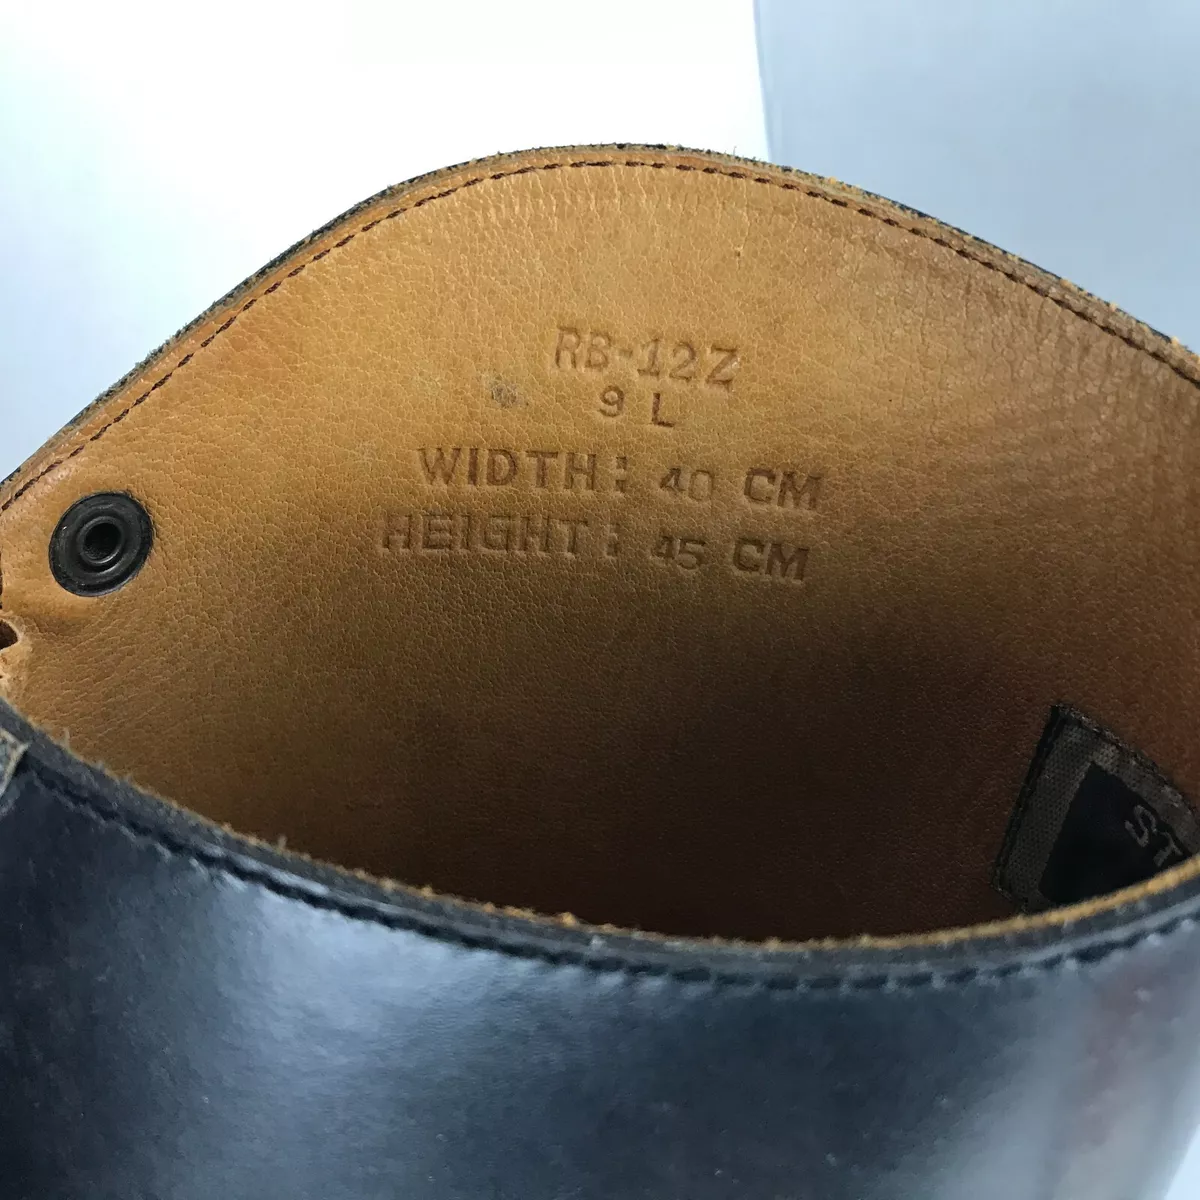 RB-12Z
9 L
WIDTH: 40 CM
HEIGHT: 45 CM